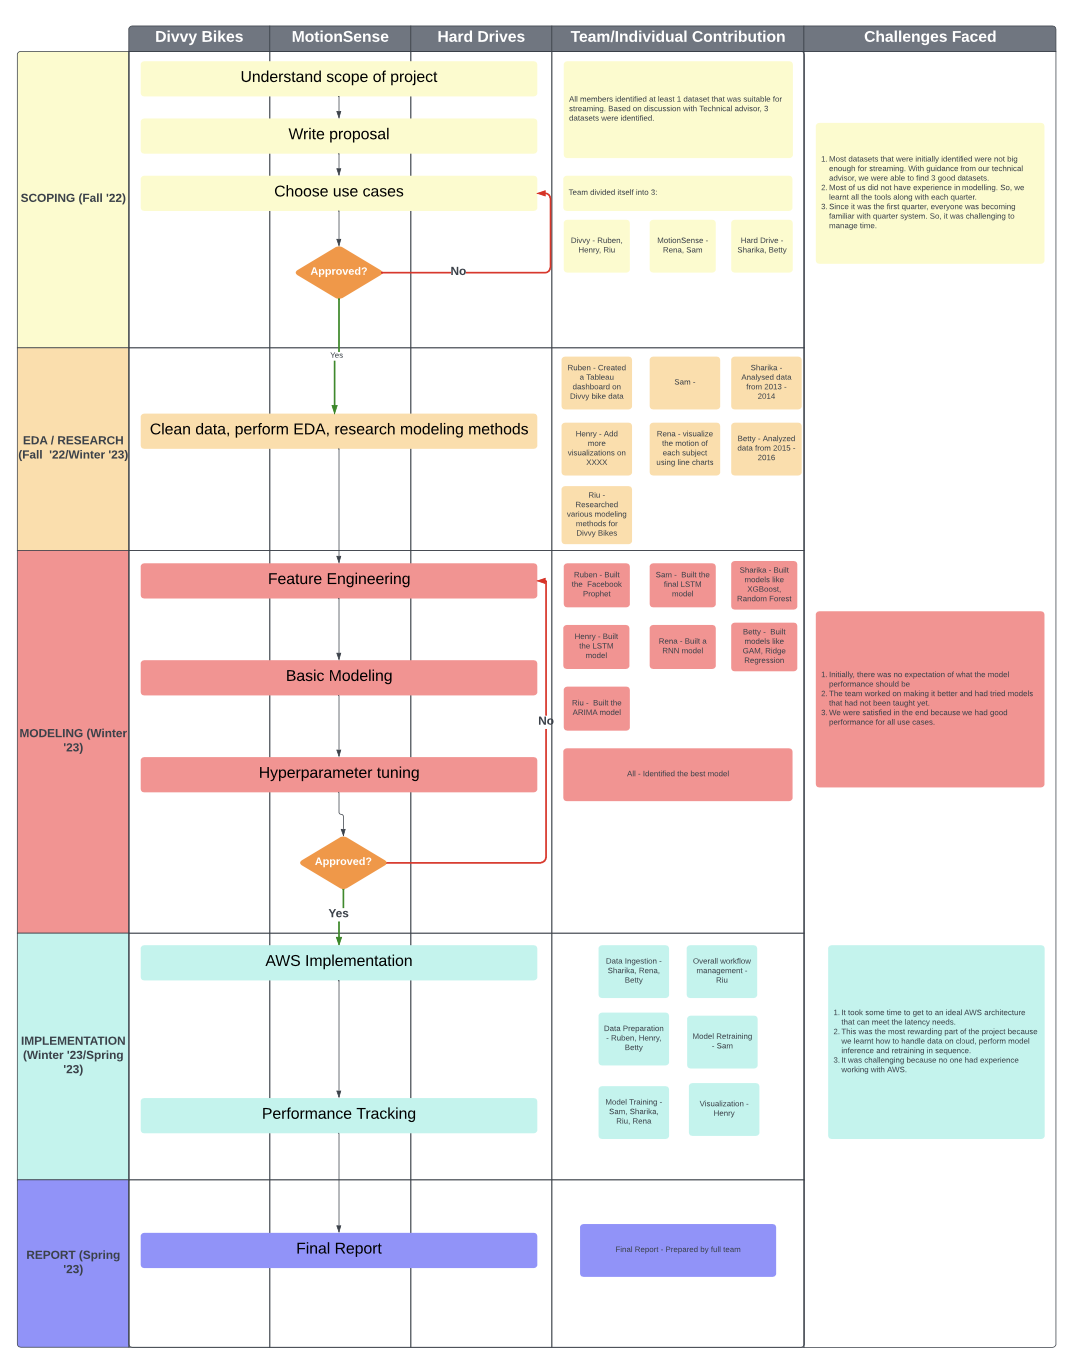 Divvy Bikes
MotionSense
Hard Drives
Team/Individual Contribution
Challenges Faced
SCOPING (Fall '22)
Understand scope of project
Write proposal
Choose use cases
Approved?
No
Yes
All members identified at least 1 dataset that was suitable for
streaming. Based on discussion with Technical advisor, 3
datasets were identified.
Team divided itself into 3:
Divvy - Ruben,
Henry, Riu
MotionSense -
Rena, Sam
Hard Drive -
Sharika, Betty
1. Most datasets that were initially identified were not big
enough for streaming. With guidance from our technical
advisor, we were able to find 3 good datasets.
2. Most of us did not have experience in modelling. So, we
learnt all the tools along with each quarter.
3. Since it was the first quarter, everyone was becoming
familiar with quarter system. So, it was challenging to
manage time.
EDA / RESEARCH
(Fall '22/Winter '23)
Clean data, perform EDA, research modeling methods
Ruben - Created
a Tableau
dashboard on
Divvy bike data
Sam -
Sharika -
Analysed data
from 2013 -
2014
Henry - Add
more
visualizations on
XXXX
Rena - visualize
the motion of
each subject
using line charts
Betty - Analyzed
data from 2015 -
2016
Riu -
Researched
various modeling
methods for
Divvy Bikes
MODELING (Winter
'23)
Feature Engineering
Basic Modeling
Hyperparameter tuning
Approved?
No
Yes
Ruben - Built
the Facebook
Prophet
Sam - Built the
final LSTM
model
Sharika - Built
models like
XGBoost,
Random Forest
Henry - Built
the LSTM
model
Rena - Built a
RNN model
Betty - Built
models like
GAM, Ridge
Regression
Riu - Built the
ARIMA model
All - Identified the best model
1. Initially, there was no expectation of what the model
performance should be
2. The team worked on making it better and had tried models
that had not been taught yet.
3. We were satisfied in the end because we had good
performance for all use cases.
IMPLEMENTATION
(Winter '23/Spring
'23)
AWS Implementation
Performance Tracking
Data Ingestion -
Sharika, Rena,
Betty
Overall workflow
management -
Riu
Data Preparation
- Ruben, Henry,
Betty
Model Retraining
- Sam
Model Training -
Sam, Sharika,
Riu, Rena
Visualization -
Henry
1. It took some time to get to an ideal AWS architecture
that can meet the latency needs.
2. This was the most rewarding part of the project because
we learnt how to handle data on cloud, perform model
inference and retraining in sequence.
3. It was challenging because no one had experience
working with AWS.
REPORT (Spring
'23)
Final Report
Final Report - Prepared by full team